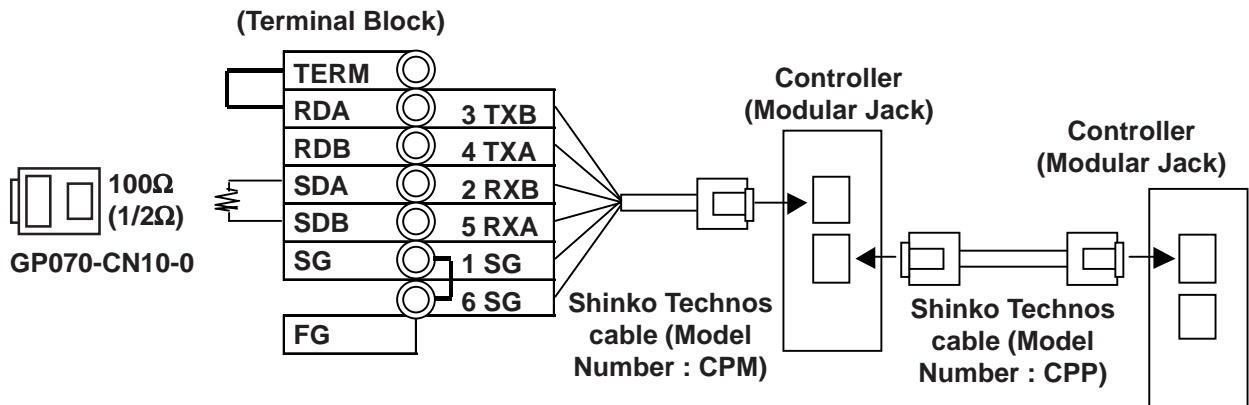 (Terminal Block)
TERM
RDA
RDB
SDA
SDB
SG
FG
3 TXB
4 TXA
2 RXB
5 RXA
1 SG
6 SG
100Ω
(1/2Ω)
GP070-CN10-0
Controller
(Modular Jack)
Controller
(Modular Jack)
Shinko Technos
cable (Model
Number : CPM)
Shinko Technos
cable (Model
Number : CPP)